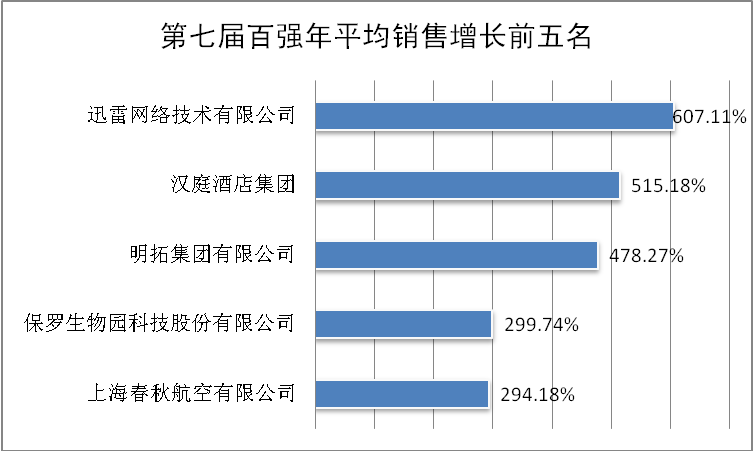 第七届百强年平均销售增长前五名
迅雷网络技术有限公司 607.11%
汉庭酒店集团 515.18%
明拓集团有限公司 478.27%
保罗生物园科技股份有限公司 299.74%
上海春秋航空有限公司 294.18%